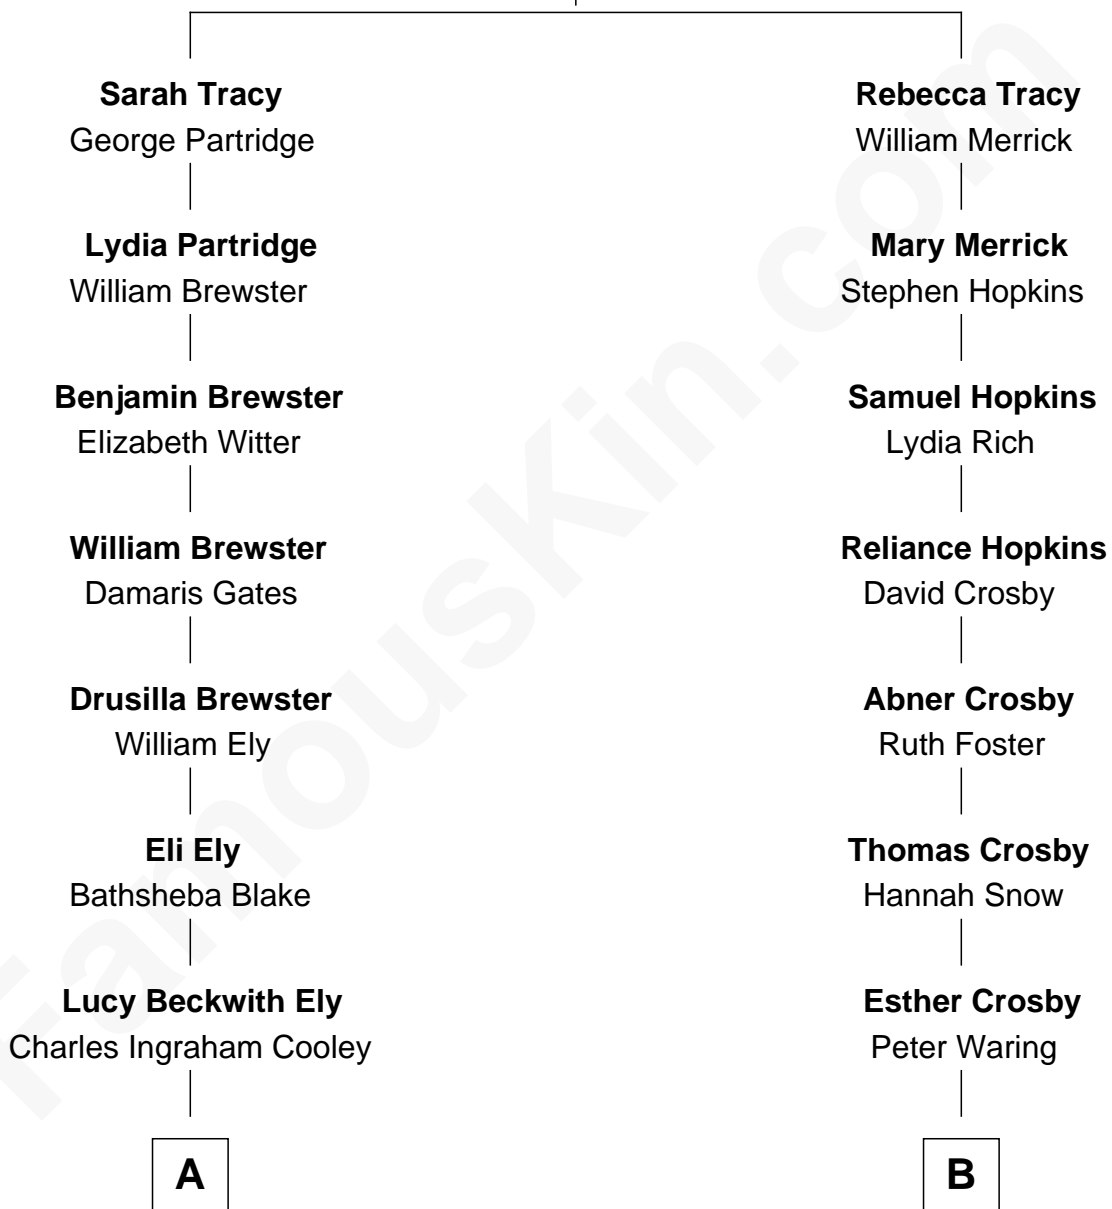 Sarah Tracy
George Partridge
Lydia Partridge
William Brewster
Benjamin Brewster
Elizabeth Witter
William Brewster
Damaris Gates
Drusilla Brewster
William Ely
Eli Ely
Bathsheba Blake
Lucy Beckwith Ely
Charles Ingraham Cooley
A
Rebecca Tracy
William Merrick
Mary Merrick
Stephen Hopkins
Samuel Hopkins
Lydia Rich
Reliance Hopkins
David Crosby
Abner Crosby
Ruth Foster
Thomas Crosby
Hannah Snow
Esther Crosby
Peter Waring
B
FamousKin.com